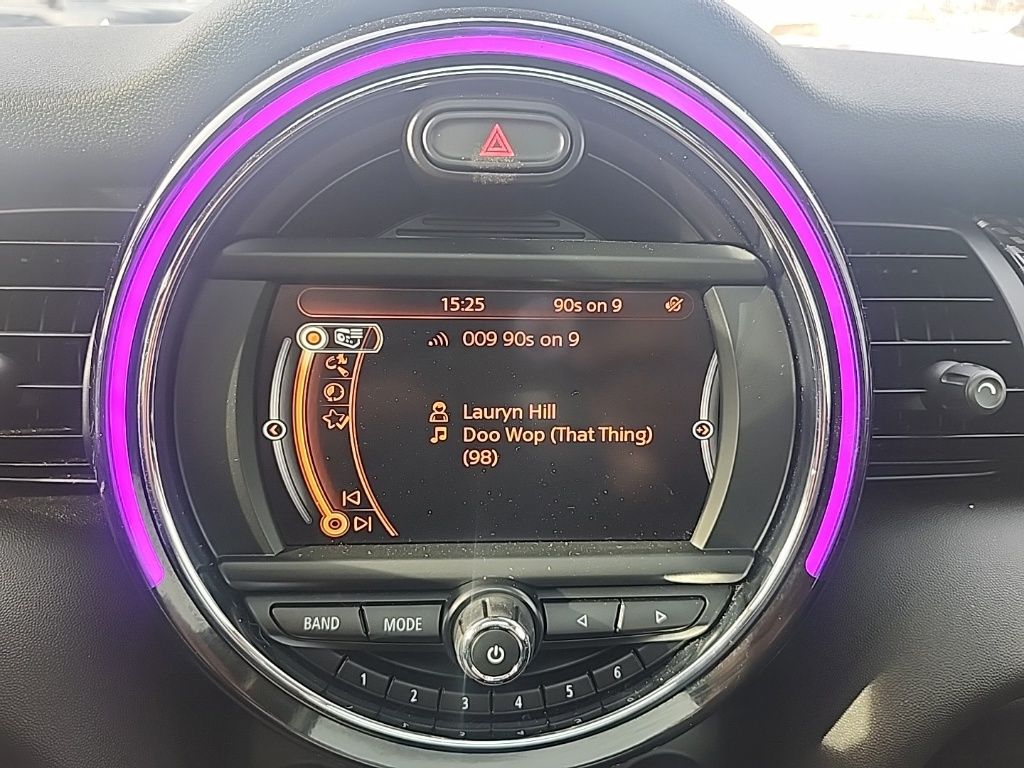 15:25 90s on 9
009 90s on 9
Lauryn Hill
Doo Wop (That Thing)
(98)
BAND MODE
1 2 3 4 5 6